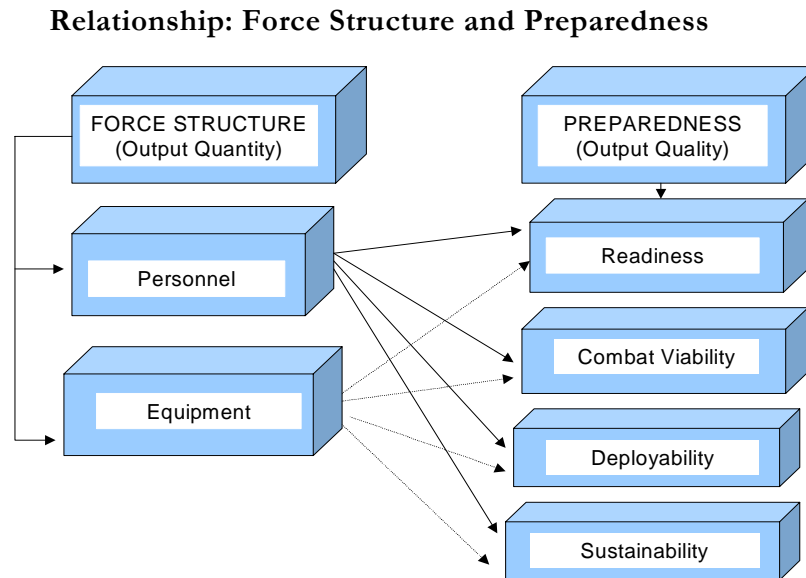 Relationship: Force Structure and Preparedness
FORCE STRUCTURE
(Output Quantity)
PREPAREDNESS
(Output Quality)
Personnel
Readiness
Combat Viability
Equipment
Deployability
Sustainability